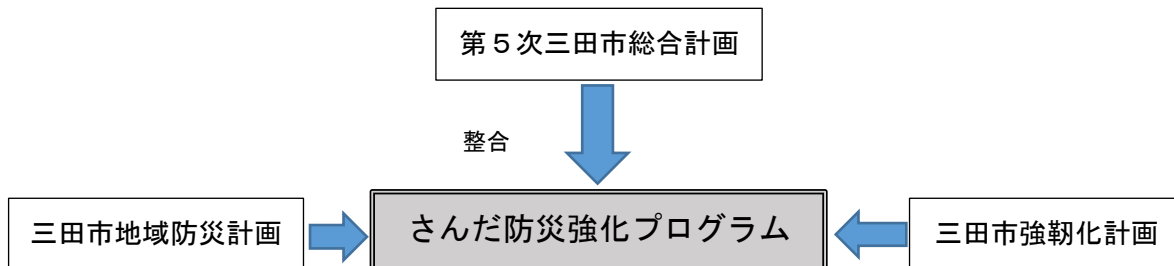 第５次三田市総合計画
整合
三田市地域防災計画
さんだ防災強化プログラム
三田市強靭化計画